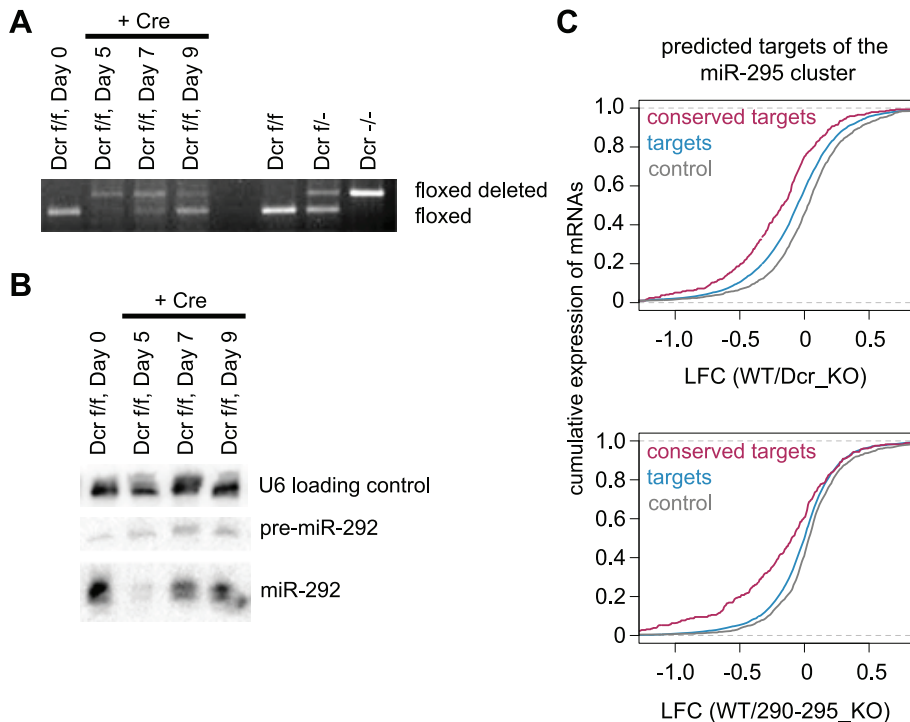 A
+ Cre
Dcr f/f, Day 0
Dcr f/f, Day 5
Dcr f/f, Day 7
Dcr f/f, Day 9
Dcr f/f
Dcr f/-
Dcr -/-
floxed deleted
floxed
B
+ Cre
Dcr f/f, Day 0
Dcr f/f, Day 5
Dcr f/f, Day 7
Dcr f/f, Day 9
U6 loading control
pre-miR-292
miR-292
C
predicted targets of the
miR-295 cluster
cumulative expression of mRNAs
1.0
0.8
0.6
0.4
0.2
0
conserved targets
targets
control
-1.0 -0.5 0 0.5
LFC (WT/Dcr_KO)
1.0
0.8
0.6
0.4
0.2
0
conserved targets
targets
control
-1.0 -0.5 0 0.5
LFC (WT/290-295_KO)